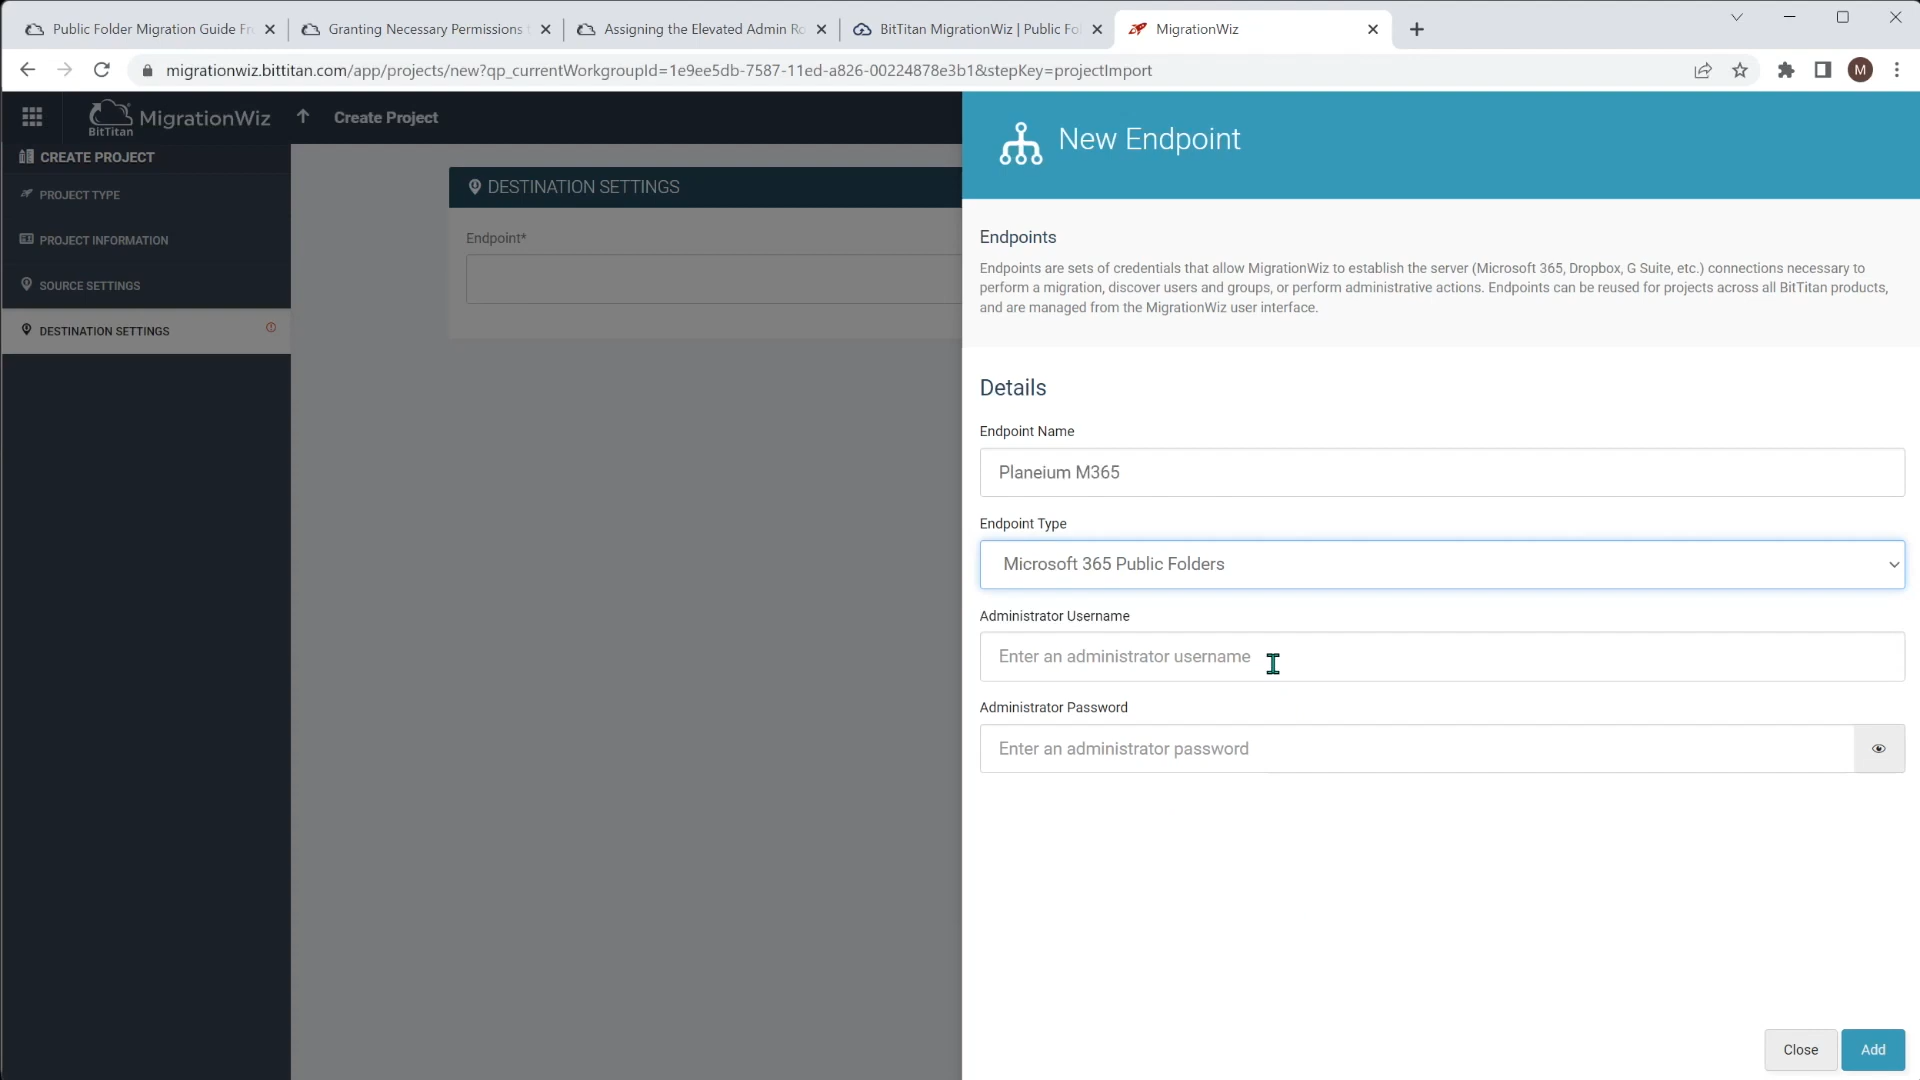 Public Folder Migration Guide Fr
Granting Necessary Permissions
Assigning the Elevated Admin Ro
BitTitan MigrationWiz | Public Fol
MigrationWiz
migrationwiz.bittitan.com/app/projects/new?qp_currentWorkgroupId=1e9ee5db-7587-11ed-a826-00224878e3b1&stepKey=projectImport
M
BitTitan MigrationWiz
Create Project
CREATE PROJECT
PROJECT TYPE
PROJECT INFORMATION
SOURCE SETTINGS
DESTINATION SETTINGS
DESTINATION SETTINGS
Endpoint*
New Endpoint
Endpoints
Endpoints are sets of credentials that allow MigrationWiz to establish the server (Microsoft 365, Dropbox, G Suite, etc.) connections necessary to
perform a migration, discover users and groups, or perform administrative actions. Endpoints can be reused for projects across all BitTitan products,
and are managed from the MigrationWiz user interface.
Details
Endpoint Name
Planeium M365
Endpoint Type
Microsoft 365 Public Folders
Administrator Username
Enter an administrator username
Administrator Password
Enter an administrator password
Close
Add